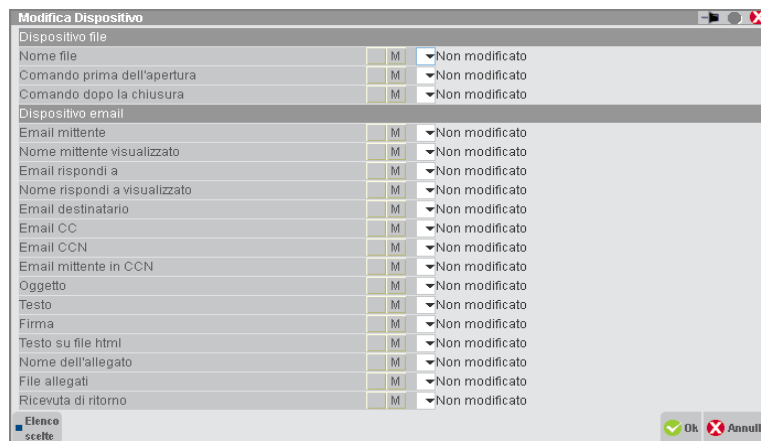 Modifica Dispositivo
Dispositivo file
Nome file M Non modificato
Comando prima dell'apertura M Non modificato
Comando dopo la chiusura M Non modificato
Dispositivo email
Email mittente M Non modificato
Nome mittente visualizzato M Non modificato
Email rispondi a M Non modificato
Nome rispondi a visualizzato M Non modificato
Email destinatario M Non modificato
Email CC M Non modificato
Email CCN M Non modificato
Email mittente in CCN M Non modificato
Oggetto M Non modificato
Testo M Non modificato
Firma M Non modificato
Testo su file html M Non modificato
Nome dell'allegato M Non modificato
File allegati M Non modificato
Ricevuta di ritorno M Non modificato
Elenco scelte Ok Annull